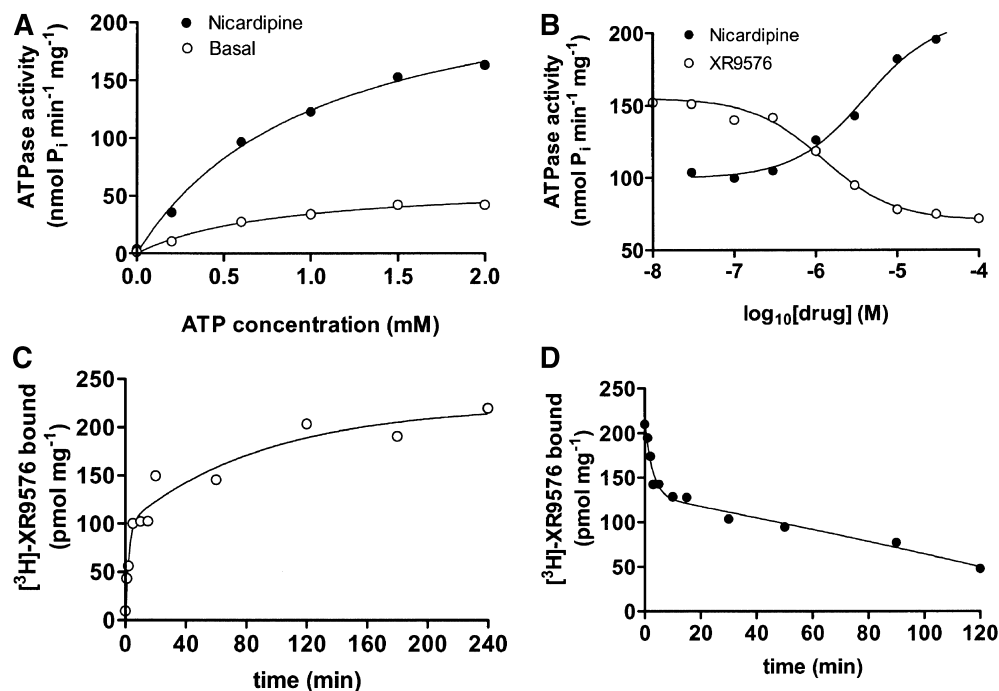 A
ATPase activity
(nmol Pi min-1 mg-1)
200
150
100
50
0
Nicardipine
Basal
0.0
0.5
1.0
1.5
2.0
ATP concentration (mM)
B
ATPase activity
(nmol Pi min-1 mg-1)
200
150
100
50
Nicardipine
XR9576
-8
-7
-6
-5
-4
log10[drug] (M)
C
[3H]-XR9576 bound
(pmol mg-1)
250
200
150
100
50
0
0
40
80
120
160
200
240
time (min)
D
[3H]-XR9576 bound
(pmol mg-1)
250
200
150
100
50
0
0
20
40
60
80
100
120
time (min)